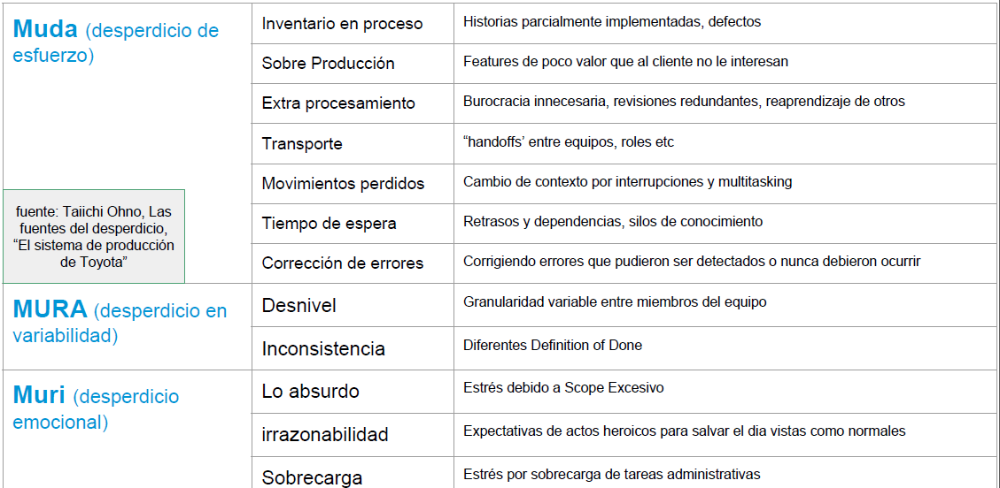 Muda (desperdicio de
esfuerzo)
Inventario en proceso
Historias parcialmente implementadas, defectos
Sobre Producción
Features de poco valor que al cliente no le interesan
Extra procesamiento
Burocracia innecesaria, revisiones redundantes, reaprendizaje de otros
Transporte
“handoffs’ entre equipos, roles etc
Movimientos perdidos
Cambio de contexto por interrupciones y multitasking
Tiempo de espera
Retrasos y dependencias, silos de conocimiento
Corrección de errores
Corrigiendo errores que pudieron ser detectados o nunca debieron ocurrir
fuente: Taiichi Ohno, Las
fuentes del desperdicio,
“El sistema de producción
de Toyota”
MURA (desperdicio en
variabilidad)
Desnivel
Granularidad variable entre miembros del equipo
Inconsistencia
Diferentes Definition of Done
Muri (desperdicio
emocional)
Lo absurdo
Estrés debido a Scope Excesivo
irrazonabilidad
Expectativas de actos heroicos para salvar el dia vistas como normales
Sobrecarga
Estrés por sobrecarga de tareas administrativas